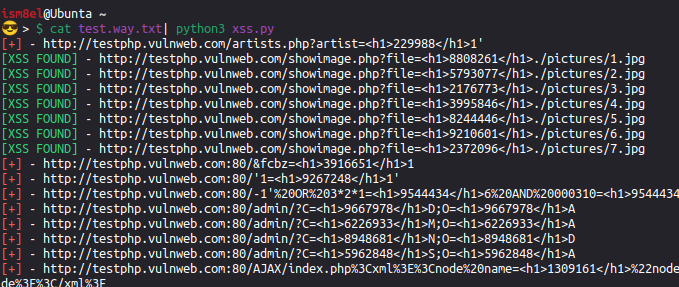 ism8el@Ubuntu ~
😎 > $ cat test.way.txt| python3 xss.py
[+] - http://testphp.vulnweb.com/artists.php?artist=<h1>229988</h1>1'
[XSS FOUND] - http://testphp.vulnweb.com/showimage.php?file=<h1>8808261</h1>./pictures/1.jpg
[XSS FOUND] - http://testphp.vulnweb.com/showimage.php?file=<h1>5793077</h1>./pictures/2.jpg
[XSS FOUND] - http://testphp.vulnweb.com/showimage.php?file=<h1>2176773</h1>./pictures/3.jpg
[XSS FOUND] - http://testphp.vulnweb.com/showimage.php?file=<h1>3995846</h1>./pictures/4.jpg
[XSS FOUND] - http://testphp.vulnweb.com/showimage.php?file=<h1>8244446</h1>./pictures/5.jpg
[XSS FOUND] - http://testphp.vulnweb.com/showimage.php?file=<h1>9210601</h1>./pictures/6.jpg
[XSS FOUND] - http://testphp.vulnweb.com/showimage.php?file=<h1>2372096</h1>./pictures/7.jpg
[+] - http://testphp.vulnweb.com:80/&fcbz=<h1>3916651</h1>1
[+] - http://testphp.vulnweb.com:80/'1=<h1>9267248</h1>1'
[+] - http://testphp.vulnweb.com:80/-1'%20OR%203*2*1=<h1>9544434</h1>6%20AND%20000310=<h1>9544434
[+] - http://testphp.vulnweb.com:80/admin/?C=<h1>9667978</h1>D;O=<h1>9667978</h1>A
[+] - http://testphp.vulnweb.com:80/admin/?C=<h1>6226933</h1>M;O=<h1>6226933</h1>A
[+] - http://testphp.vulnweb.com:80/admin/?C=<h1>8948681</h1>N;O=<h1>8948681</h1>D
[+] - http://testphp.vulnweb.com:80/admin/?C=<h1>5962848</h1>S;O=<h1>5962848</h1>A
[+] - http://testphp.vulnweb.com:80/AJAX/index.php%3Cxml%3E%3Cnode%20name=<h1>1309161</h1>%22node
de%3E%3C/xml%3E